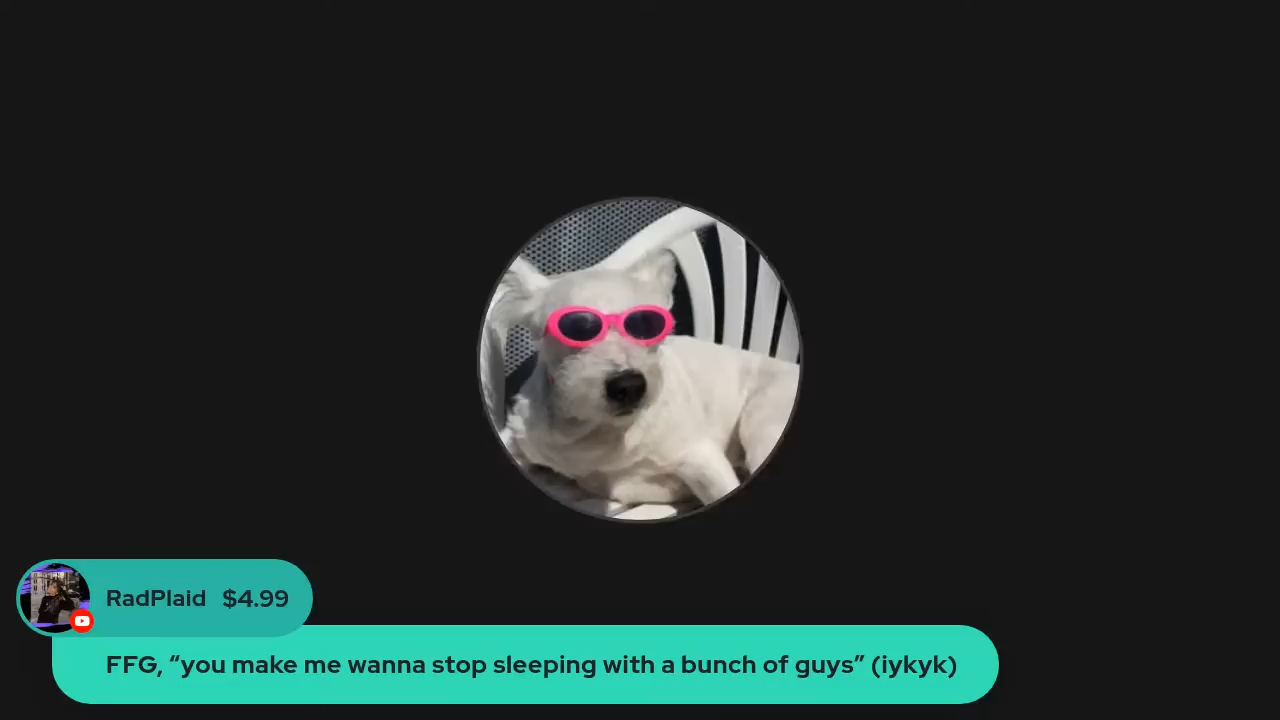 RadPlaid $4.99
FFG, “you make me wanna stop sleeping with a bunch of guys” (iykyk)